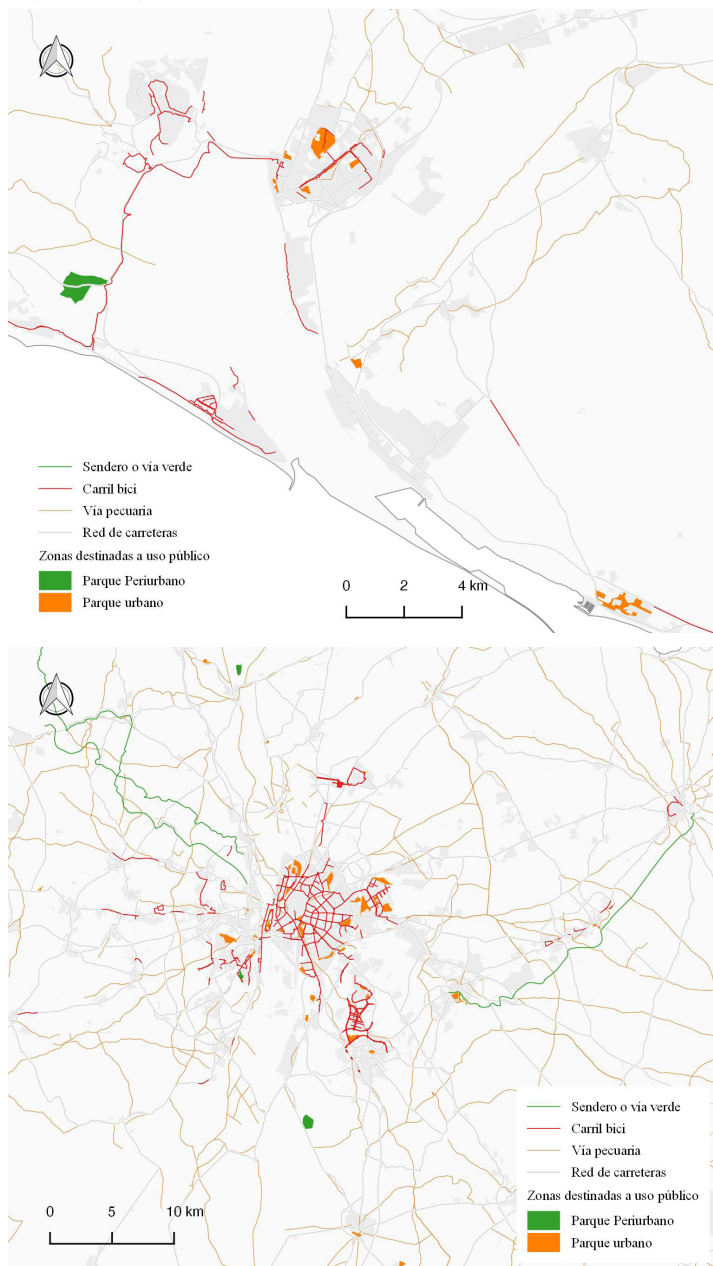 Sendero o vía verde
Carril bici
Vía pecuaria
Red de carreteras
Zonas destinadas a uso público
Parque Periurbano
Parque urbano
0 2 4 km
Sendero o vía verde
Carril bici
Vía pecuaria
Red de carreteras
Zonas destinadas a uso público
Parque Periurbano
Parque urbano
0 5 10 km